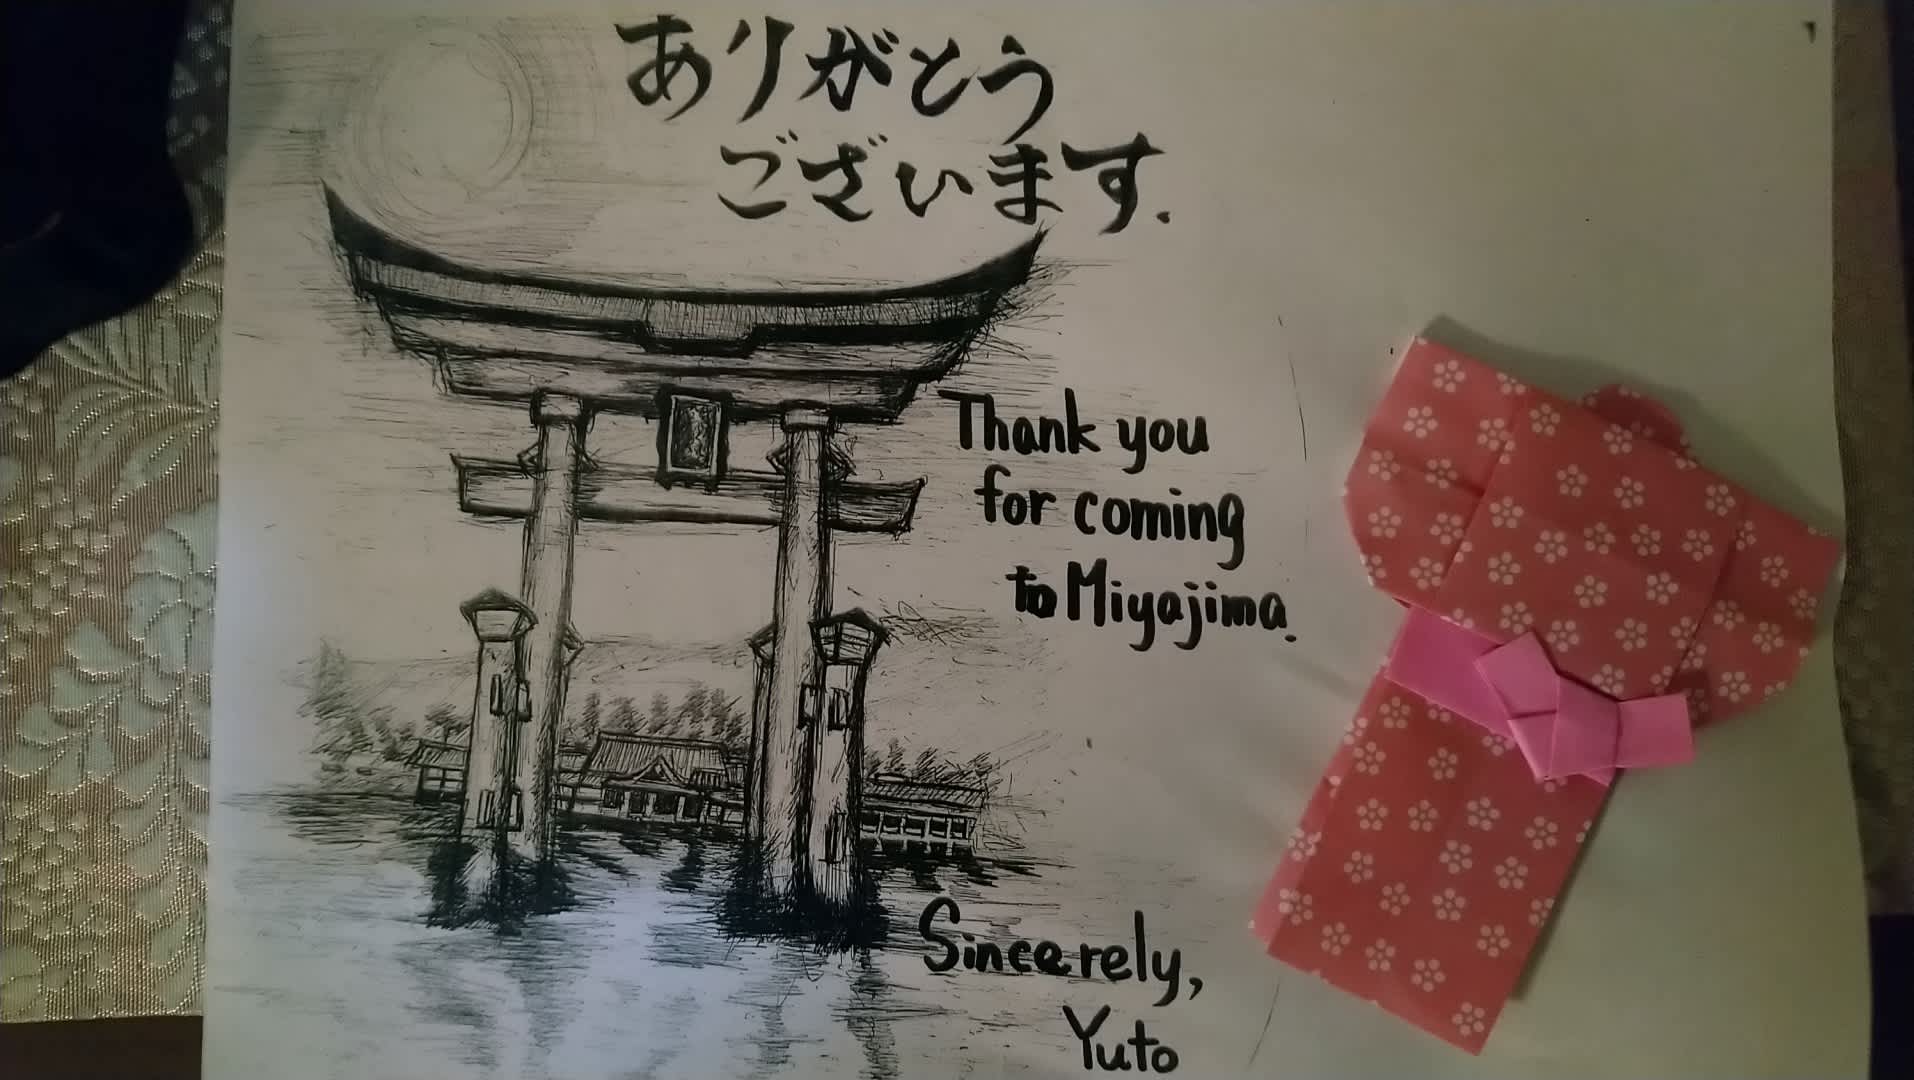 ありがとう
ございます.
Thank you
for coming
to Miyajima.
Sincerely,
Yuto